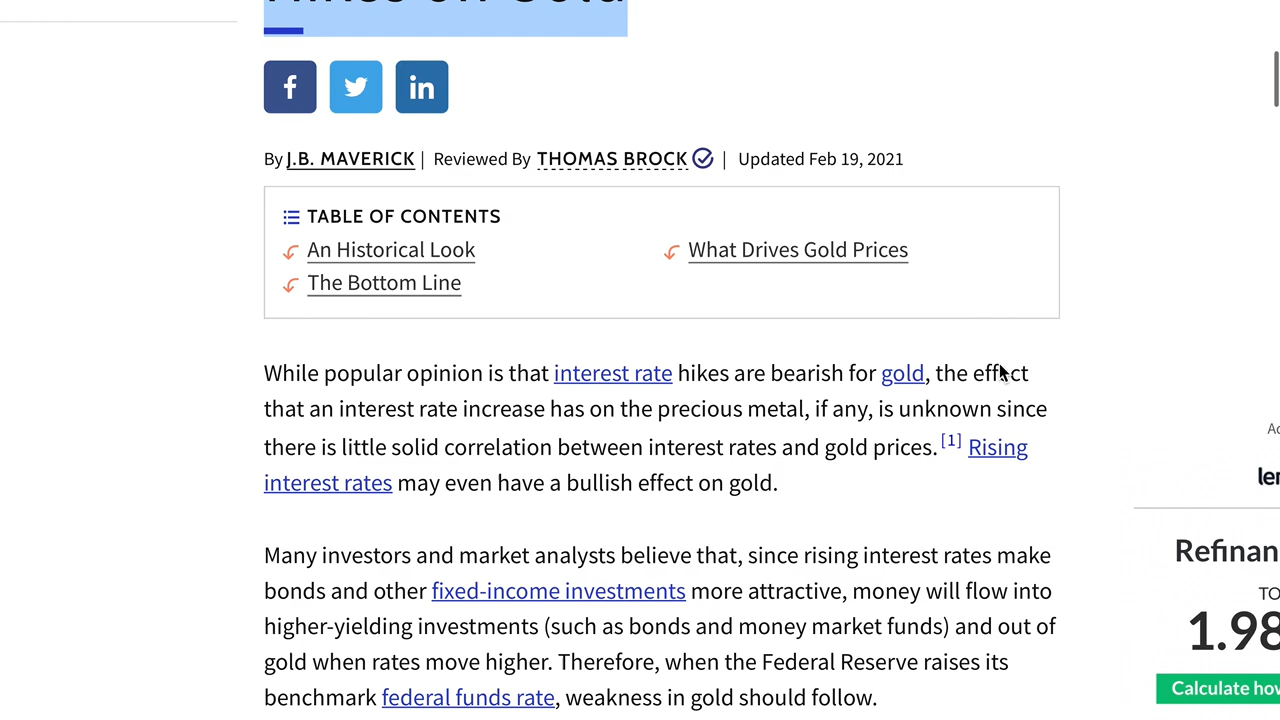 Hikes on Gold
By J.B. MAVERICK | Reviewed By THOMAS BROCK | Updated Feb 19, 2021
TABLE OF CONTENTS
An Historical Look
What Drives Gold Prices
The Bottom Line
While popular opinion is that interest rate hikes are bearish for gold, the effect
that an interest rate increase has on the precious metal, if any, is unknown since
there is little solid correlation between interest rates and gold prices. [1] Rising
interest rates may even have a bullish effect on gold.
Many investors and market analysts believe that, since rising interest rates make
bonds and other fixed-income investments more attractive, money will flow into
higher-yielding investments (such as bonds and money market funds) and out of
gold when rates move higher. Therefore, when the Federal Reserve raises its
benchmark federal funds rate, weakness in gold should follow.
1.98
Calculate